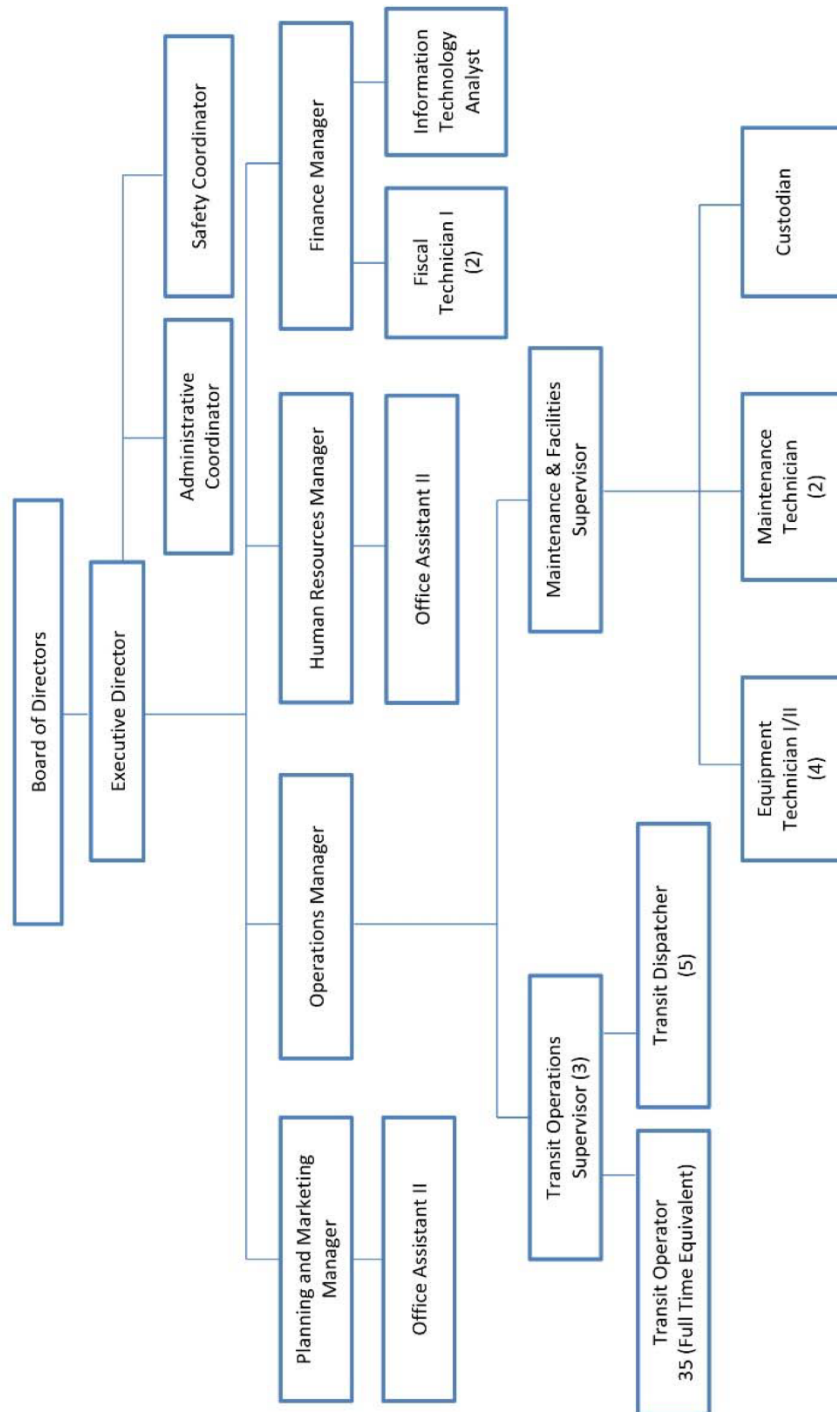 Board of Directors
Executive Director
Administrative
Coordinator
Safety Coordinator
Planning and Marketing
Manager
Operations Manager
Human Resources Manager
Finance Manager
Office Assistant II
Office Assistant II
Fiscal
Technician I
(2)
Information
Technology
Analyst
Transit Operations
Supervisor (3)
Maintenance & Facilities
Supervisor
Transit Operator
35 (Full Time Equivalent)
Transit Dispatcher
(5)
Equipment
Technician I/II
(4)
Maintenance
Technician
(2)
Custodian